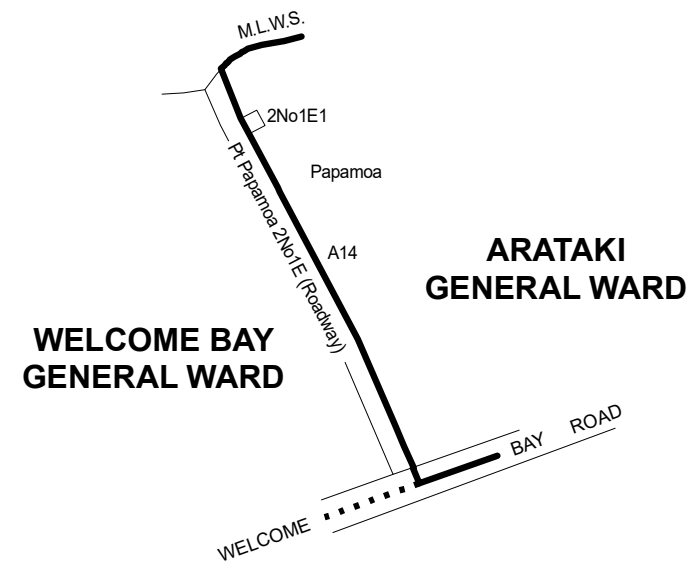 M.L.W.S.
2No1E1
Papamoa
Pt Papamoa 2No1E (Roadway)
A14
ARATAKI
GENERAL WARD
WELCOME BAY
GENERAL WARD
WELCOME BAY ROAD